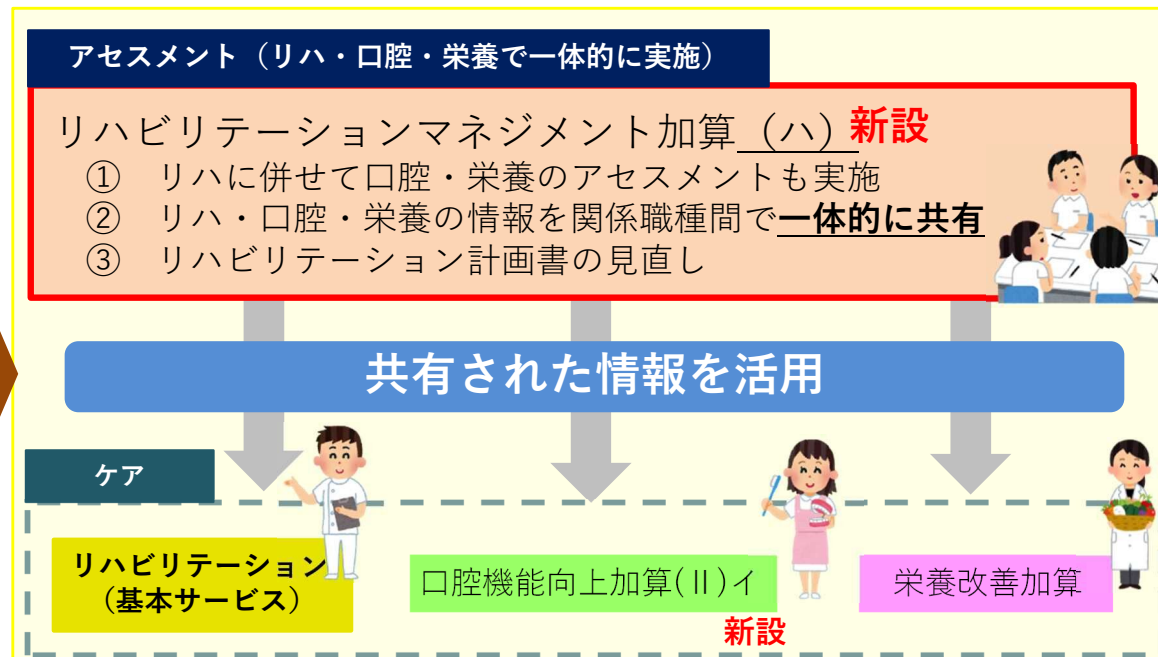 アセスメント（リハ・口腔・栄養で一体的に実施）
リハビリテーションマネジメント加算（ハ）新設
① リハに併せて口腔・栄養のアセスメントも実施
② リハ・口腔・栄養の情報を関係職種間で一体的に共有
③ リハビリテーション計画書の見直し
共有された情報を活用
ケア
リハビリテーション
（基本サービス）
口腔機能向上加算(Ⅱ)イ
新設
栄養改善加算